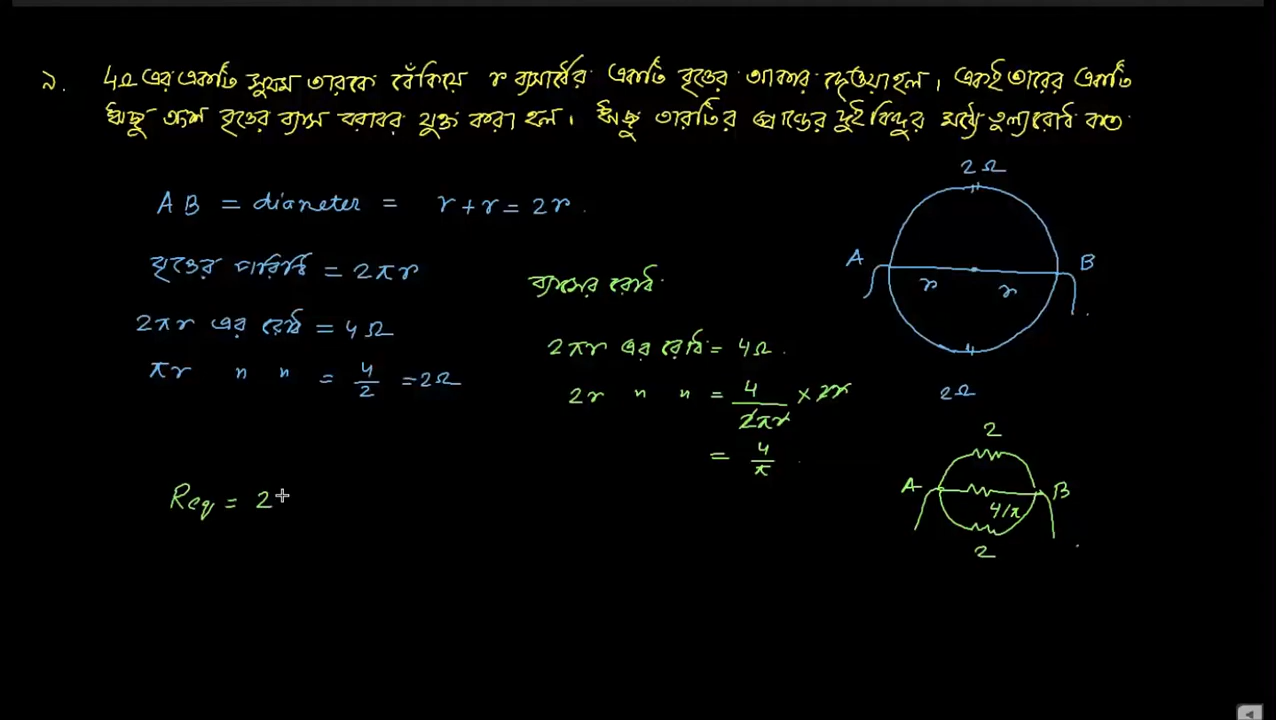 ৯. 4Ω এর একটি সুষম তারকে বেঁকিয়ে r ব্যাসার্ধের একটি বৃত্তের আকার দেওয়া হল। একই তারের একটি
ঋজু অংশ বৃত্তের ব্যাস বরাবর যুক্ত করা হল। ঋজু তারটির প্রান্তের দুই বিন্দুর মধ্যে তুল্যরোধ কত
2Ω
AB = diameter = r + r = 2r.
A
B
r
r
বৃত্তের পরিধি = 2πr
ব্যাসের রোধ
2πr এর রোধ = 4Ω
πr " " = 4/2 = 2Ω
2πr এর রোধ = 4Ω.
2r " " = 4/2πr × 2r
= 4/π
2Ω
2
A
B
4/π
2
Req = 2